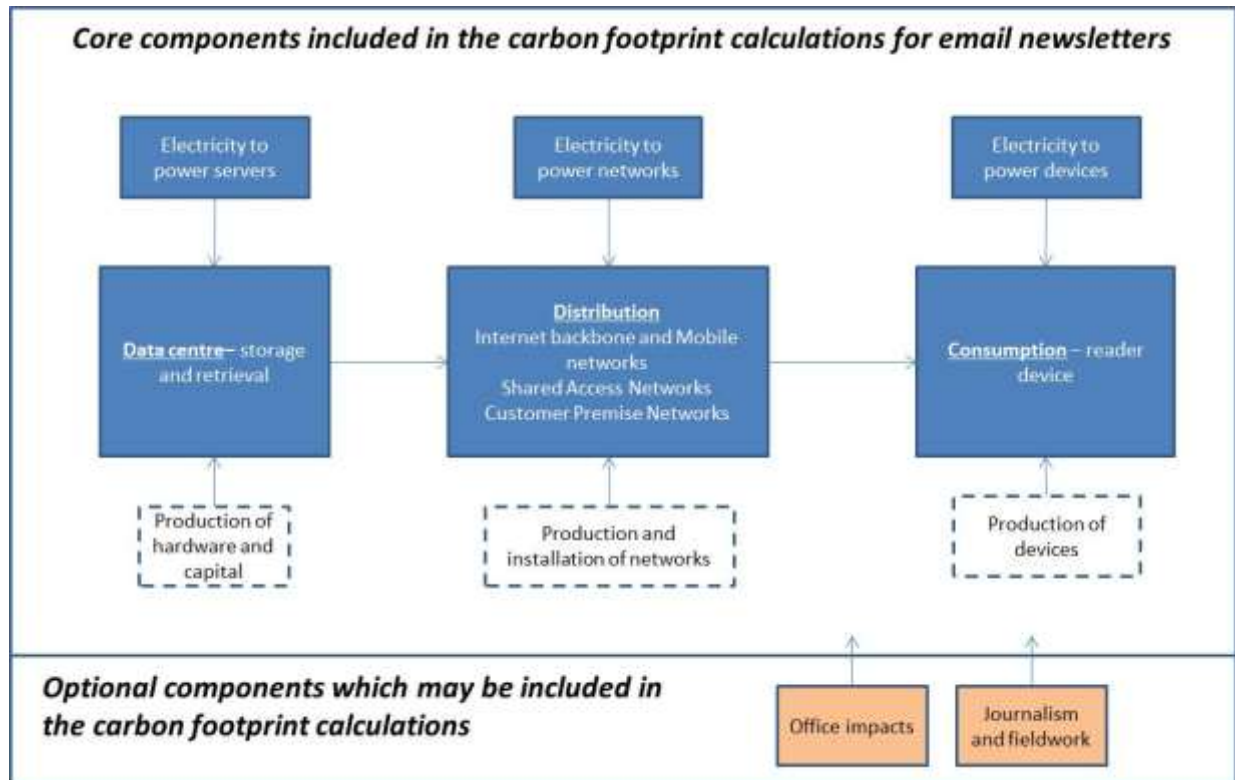 Core components included in the carbon footprint calculations for email newsletters
Electricity to
power servers
Electricity to
power networks
Electricity to
power devices
Data centre– storage
and retrieval
Distribution
Internet backbone and Mobile
networks
Shared Access Networks
Customer Premise Networks
Consumption – reader
device
Production of
hardware and
capital
Production and
installation of networks
Production of
devices
Optional components which may be included in
the carbon footprint calculations
Office impacts
Journalism
and fieldwork